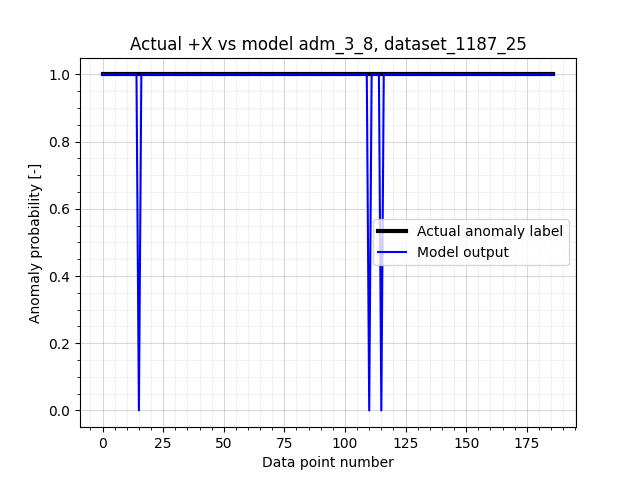 Actual +X vs model adm_3_8, dataset_1187_25
Anomaly probability [-]
1.0
0.8
0.6
0.4
0.2
0.0
Actual anomaly label
Model output
0 25 50 75 100 125 150 175
Data point number